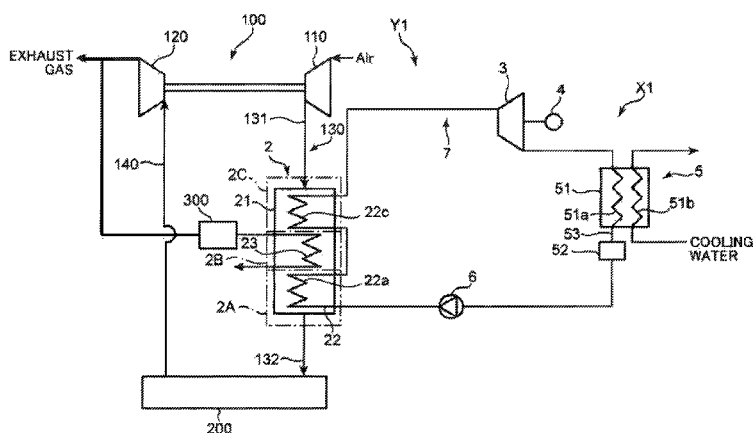 Y1
100
110
120
EXHAUST
GAS
Air
3
4
X1
131
130
7
2
140
2C
21
5
51
300
22c
51a
51b
23
53
COOLING
WATER
2B
52
22a
6
2A
22
132
200